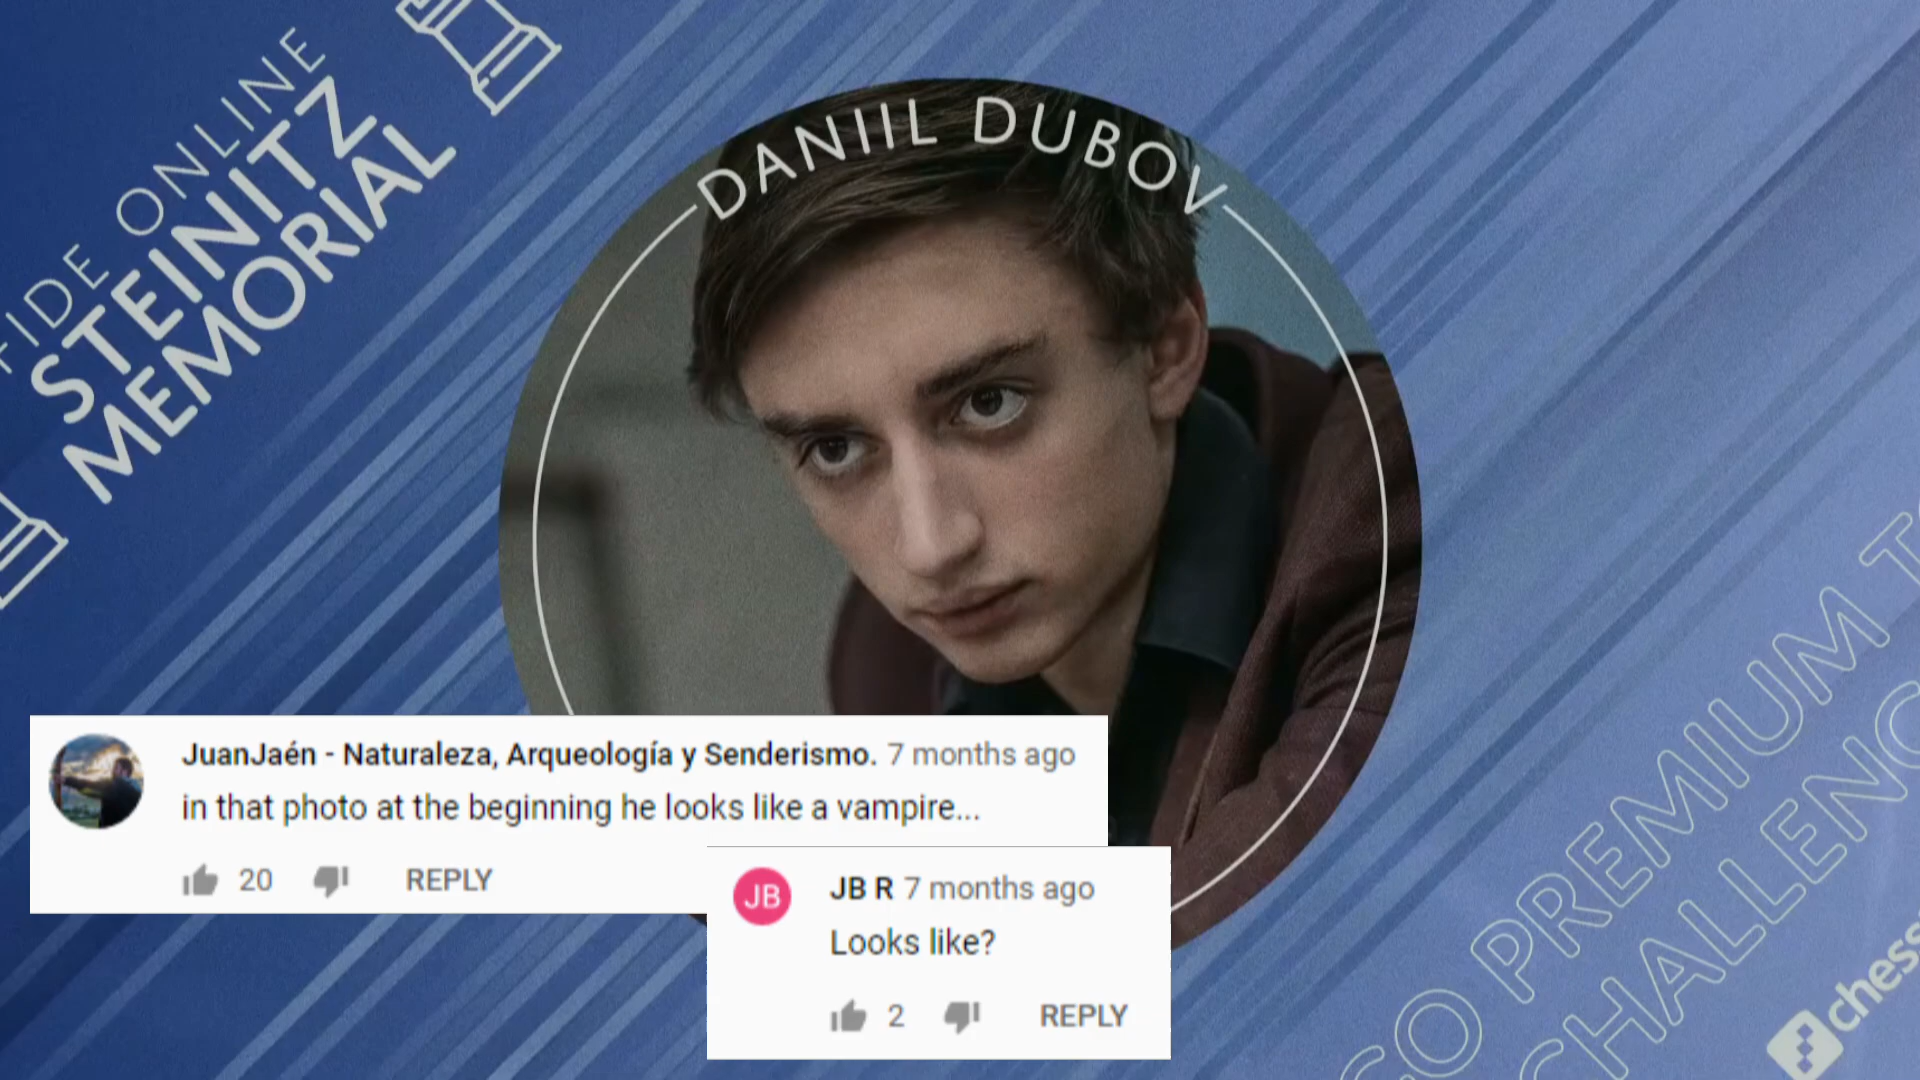 FIDE ONLINE
STEINITZ
MEMORIAL
DANIIL DUBOV
JuanJaén - Naturaleza, Arqueología y Senderismo. 7 months ago
in that photo at the beginning he looks like a vampire...
20 REPLY
JB
JB R 7 months ago
Looks like?
2 REPLY
PREMIUM
chess